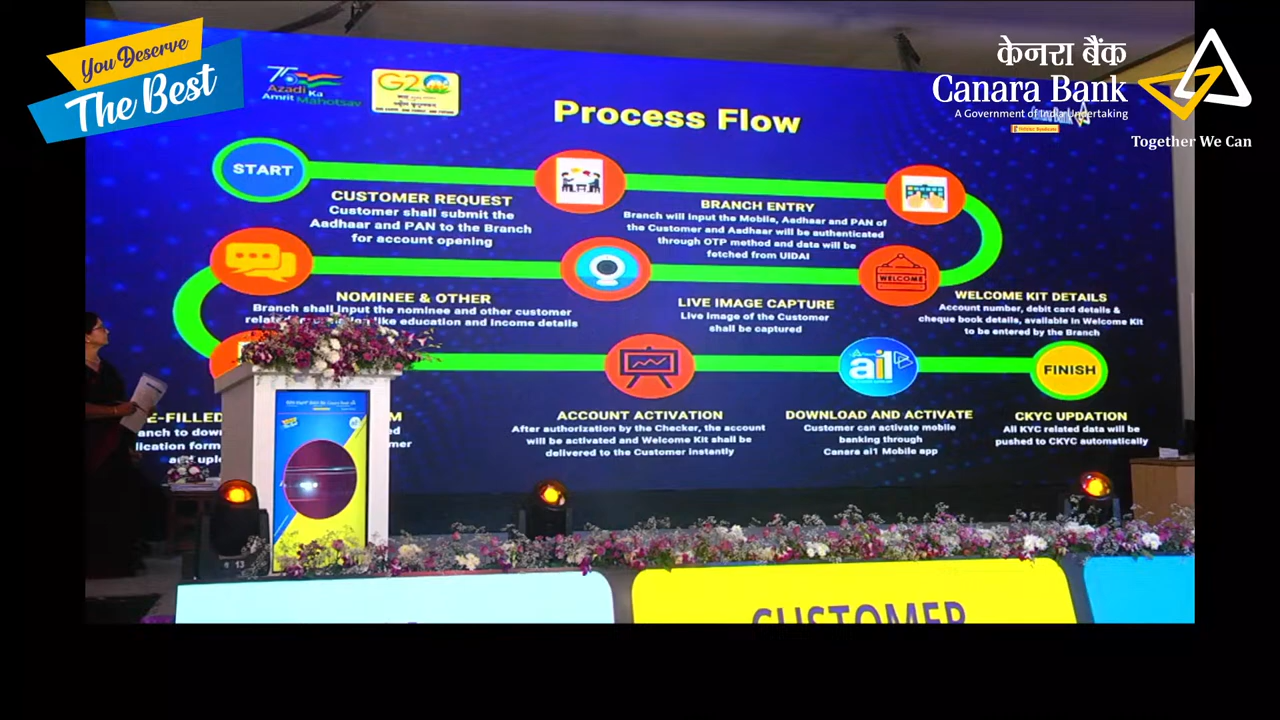 You Deserve
The Best
75
Azadi Ka
Amrit Mahotsav
G20
Process Flow
केनरा बैंक
Canara Bank
A Government of India Undertaking
Together We Can
START
CUSTOMER REQUEST
Customer shall submit the
Aadhaar and PAN to the Branch
for account opening
BRANCH ENTRY
Branch will input the Mobile, Aadhaar and PAN of
the Customer and Aadhaar will be authenticated
through OTP method and data will be
fetched from UIDAI
WELCOME
WELCOME KIT DETAILS
Account number, debit card details &
cheque book details, available in Welcome Kit
to be entered by the Branch
LIVE IMAGE CAPTURE
Live image of the Customer
shall be captured
NOMINEE & OTHER
Branch shall input the nominee and other customer
like education and income details
E-FILLED
ACCOUNT ACTIVATION
After authorization by the Checker, the account
will be activated and Welcome Kit shall be
delivered to the Customer instantly
ai1
DOWNLOAD AND ACTIVATE
Customer can activate mobile
banking through
Canara ai1 Mobile app
FINISH
CKYC UPDATION
All KYC related data will be
pushed to CKYC automatically
CUSTOMER